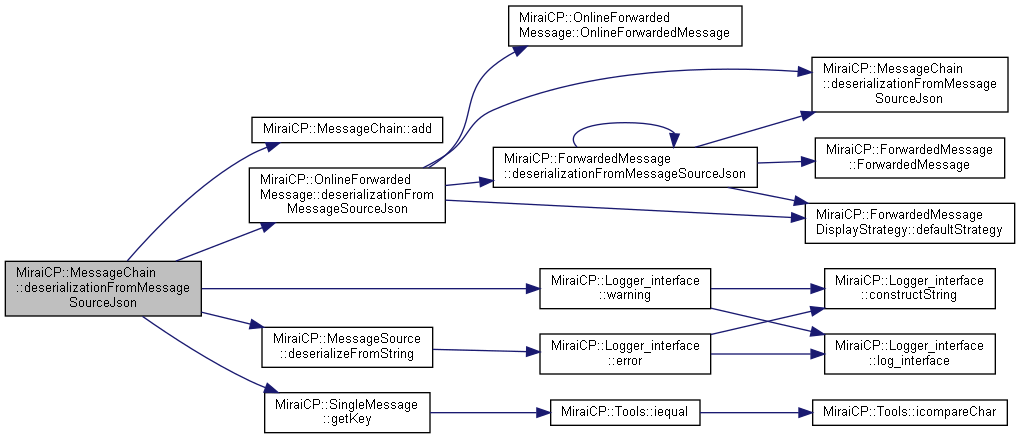 MiraiCP::OnlineForwarded
Message::OnlineForwardedMessage
MiraiCP::MessageChain
::deserializationFromMessage
SourceJson
MiraiCP::MessageChain::add
MiraiCP::ForwardedMessage
::deserializationFromMessageSourceJson
MiraiCP::ForwardedMessage
::ForwardedMessage
MiraiCP::OnlineForwarded
Message::deserializationFrom
MessageSourceJson
MiraiCP::ForwardedMessage
DisplayStrategy::defaultStrategy
MiraiCP::MessageChain
::deserializationFromMessage
SourceJson
MiraiCP::Logger_interface
::warning
MiraiCP::Logger_interface
::constructString
MiraiCP::MessageSource
::deserializeFromString
MiraiCP::Logger_interface
::error
MiraiCP::Logger_interface
::log_interface
MiraiCP::SingleMessage
::getKey
MiraiCP::Tools::iequal
MiraiCP::Tools::icompareChar